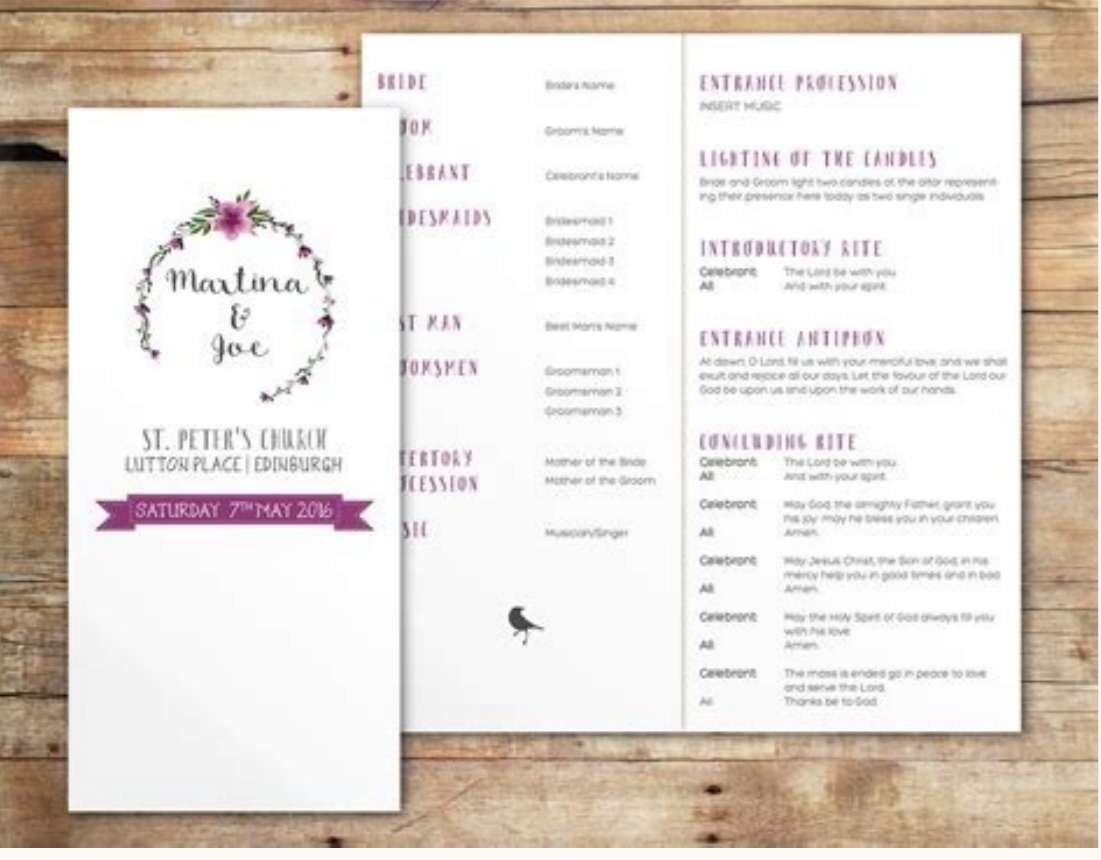 Martina
&
Joe
ST. PETER'S CHURCH
LUTTON PLACE | EDINBURGH
SATURDAY 7TH MAY 2016
BRIDE Bride's Name
OOM Groom's Name
LEBRANT Celebrant's Name
IDESMAIDS Bridesmaid 1
Bridesmaid 2
Bridesmaid 3
Bridesmaid 4
ST MAN Best Man's Name
OOMSMEN Groomsman 1
Groomsman 2
Groomsman 3
FERTORY Mother of the Bride
OCESSION Mother of the Groom
SIC Musician/Singer
ENTRANCE PROCESSION
INSERT MUSIC
LIGHTING OF THE CANDLES
Bride and Groom light two candles at the altar represent-
ing their presence here today as two single individuals.
INTRODUCTORY RITE
Celebrant: The Lord be with you.
All: And with your spirit.
ENTRANCE ANTIPHON
At dawn, O Lord, fill us with your merciful love, and we shall
exult and rejoice all our days. Let the favour of the Lord our
God be upon us and upon the work of our hands.
CONCLUDING RITE
Celebrant: The Lord be with you.
All: And with your spirit.
Celebrant: May God, the almighty Father, grant you
his joy: may he bless you in your children.
All: Amen.
Celebrant: May Jesus Christ, the Son of God, in his
mercy help you in good times and in bad.
All: Amen.
Celebrant: May the Holy Spirit of God always fill you
with his love.
All: Amen.
Celebrant: The mass is ended go in peace to love
and serve the Lord.
All: Thanks be to God.